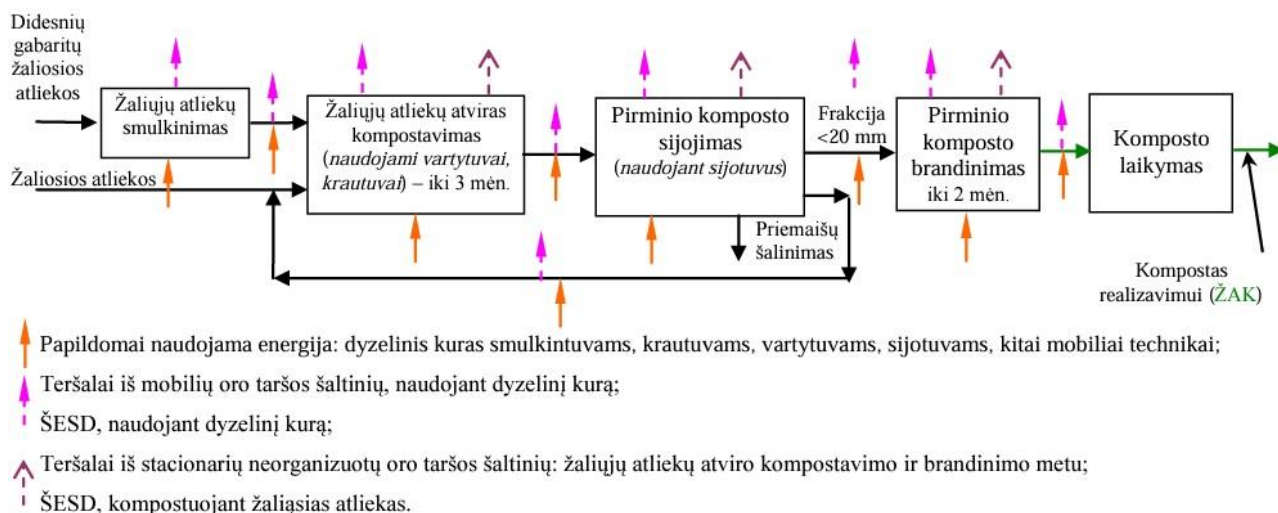 Didesnių
gabaritų
žaliosios
atliekos
Žaliųjų atliekų
smulkinimas
Žaliosios atliekos
Žaliųjų atliekų atviras
kompostavimas
(naudojami vartytuvai,
krautuvai) – iki 3 mėn.
Pirminio komposto
sijojimas
(naudojant sijotuvus)
Priemaišų
šalinimas
Frakcija
<20 mm
Pirminio
komposto
brandinimas
iki 2 mėn.
Komposto
laikymas
Kompostas
realizavimui (ŽAK)
Papildomai naudojama energija: dyzelinis kuras smulkintuvams, krautuvams, vartytuvams, sijotuvams, kitai mobiliai technikai;
Teršalai iš mobilių oro taršos šaltinių, naudojant dyzelinį kurą;
ŠESD, naudojant dyzelinį kurą;
Teršalai iš stacionarių neorganizuotų oro taršos šaltinių: žaliųjų atliekų atviro kompostavimo ir brandinimo metu;
ŠESD, kompostuojant žaliąsias atliekas.